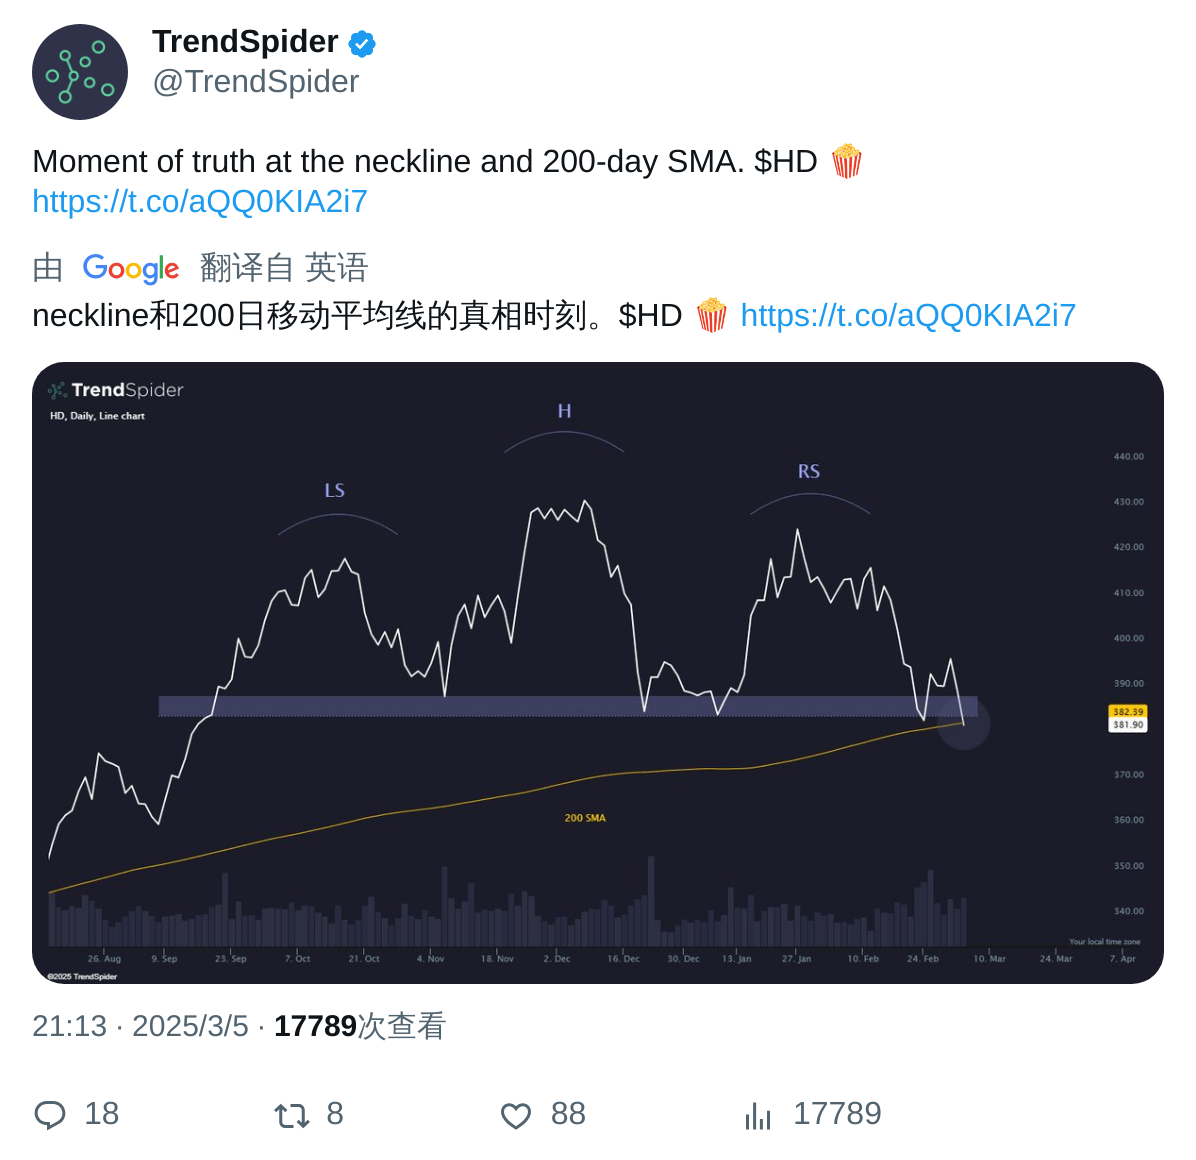 TrendSpider
@TrendSpider
Moment of truth at the neckline and 200-day SMA. $HD 🍿
https://t.co/aQQ0KIA2i7
由 Google 翻译自 英语
neckline和200日移动平均线的真相时刻。$HD 🍿 https://t.co/aQQ0KIA2i7
TrendSpider
HD, Daily, Line chart
H
LS
RS
440.00
430.00
420.00
410.00
400.00
390.00
382.39
381.90
370.00
360.00
350.00
340.00
200 SMA
Your local time zone
26. Aug 9. Sep 23. Sep 7. Oct 21. Oct 4. Nov 18. Nov 2. Dec 16. Dec 30. Dec 13. Jan 27. Jan 10. Feb 24. Feb 10. Mar 24. Mar 7. Apr
©2025 TrendSpider
21:13 · 2025/3/5 · 17789次查看
18 8 88 17789